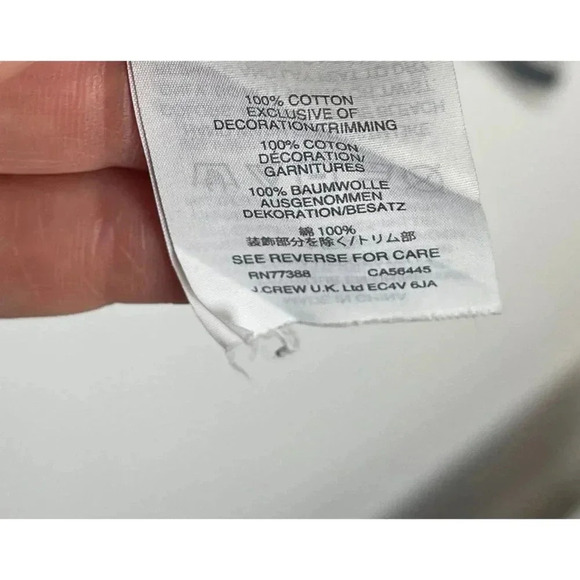 100% COTTON
EXCLUSIVE OF
DECORATION/TRIMMING
100% COTON
DÉCORATION/
GARNITURES
100% BAUMWOLLE
AUSGENOMMEN
DEKORATION/BESATZ
綿 100%
装飾部分を除く/トリム部
SEE REVERSE FOR CARE
RN77388 CA56445
J.CREW U.K. Ltd EC4V 6JA